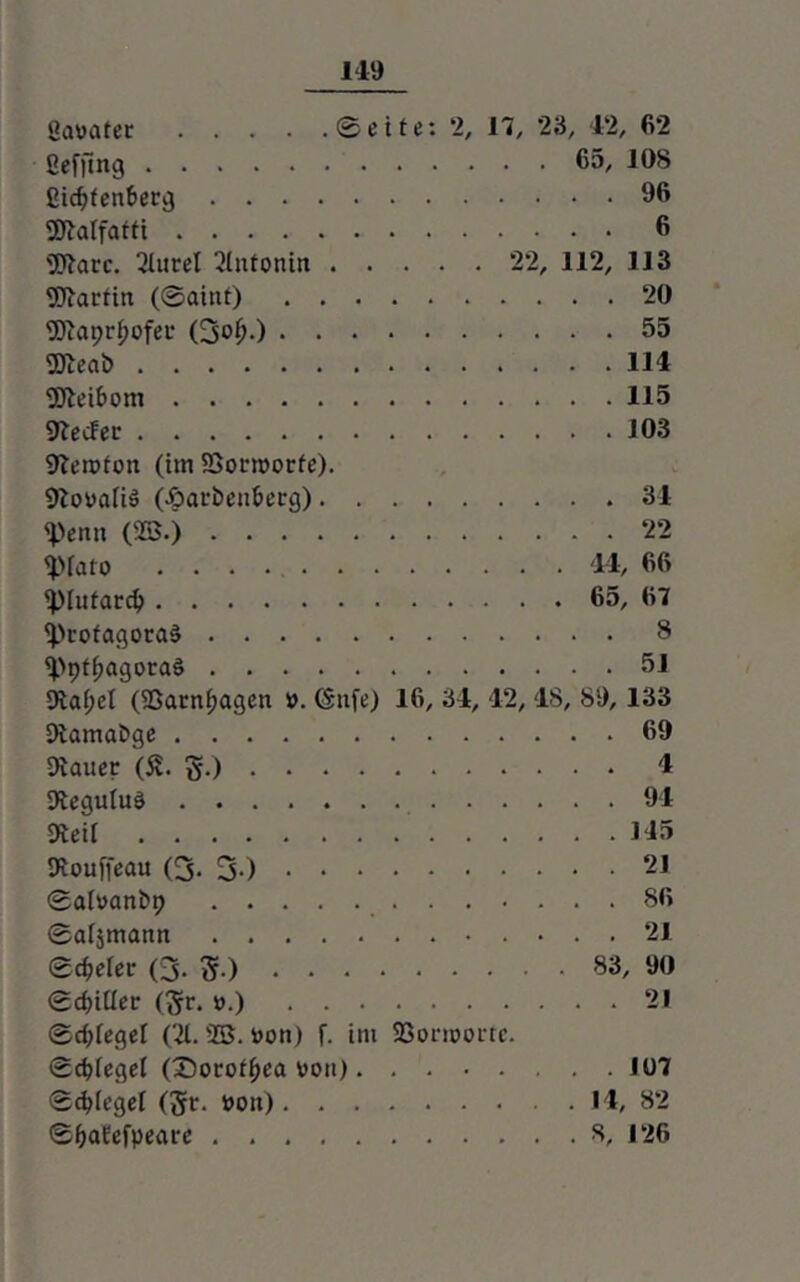 149
Lavater . . . . . . Seite: 2, 17, 23, 42, 62
Lessing . . . . . . . . . . . . . 65, 108
Lichtenberg . . . . . . . . . . . . . 96
Malfatti . . . . . . . . . . . . . . 6
Marc. Aurel Antonin . . . . . . 22, 112, 113
Martin (Saint) . . . . . . . . . . . 20
Mayrhofer (Joh.) . . . . . . . . . . . 55
Mead . . . . . . . . . . . . . . . 114
Meibom . . . . . . . . . . . . . . 115
Necker . . . . . . . . . . . . . . . 103
Newton (im Vorworte).
Novalis (Hardenberg) . . . . . . . . . . 34
Penn (W.) . . . . . . . . . . . . . 22
Plato . . . . . . . . . . . . . 44, 66
Plutarch . . . . . . . . . . . . . 65, 67
Protagoras . . . . . . . . . . . . . 8
Pythagoras . . . . . . . . . . . . . 51
Rahel (Varnhagen v. Ense) 16, 34, 42, 48, 89, 133
Ramadge . . . . . . . . . . . . . . 69
Rauer (K. F.) . . . . . . . . . . . . 4
Regulus . . . . . . . . . . . . . . 94
Reil . . . . . . . . . . . . . . . 145
Rousseau (J. J.) . . . . . . . . . . . 21
Salvandy . . . . . . . . . . . . . 86
Salzmann . . . . . . . . . . . . . 21
Schefer (J. F.) . . . . . . . . . . 83, 90
Schiller (Fr. v.) . . . . . . . . . . . 21
Schlegel (A. W. von) s. im Vorworte.
Schlegel (Dorothea von) . . . . . . . . . 107
Schlegel (Fr. von) . . . . . . . . . . 14, 82
Shakespeare . . . . . . . . . . . . 8, 126